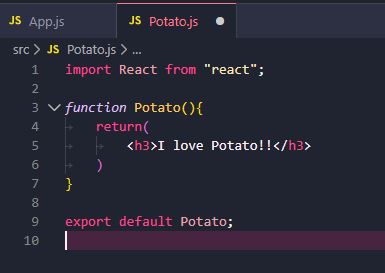 JS App.js JS Potato.js
src > JS Potato.js > ...
1 import React from "react";
2
3 function Potato(){
4 return(
5 <h3>I love Potato!!</h3>
6 )
7 }
8
9 export default Potato;
10